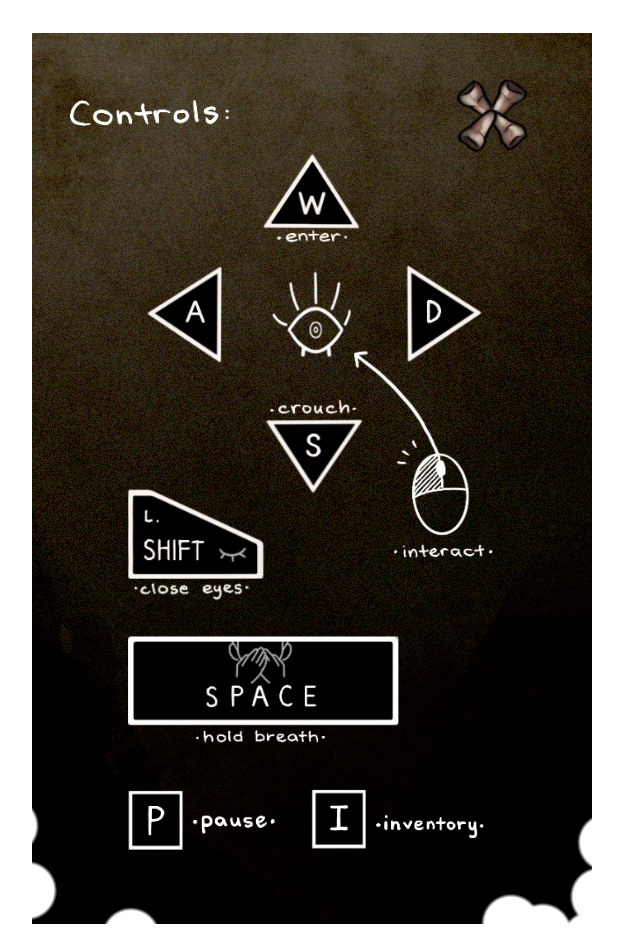 Controls:
W
·enter·
A
D
·crouch·
S
L.
SHIFT
·interact·
·close eyes·
SPACE
·hold breath·
P ·pause· I ·inventory·